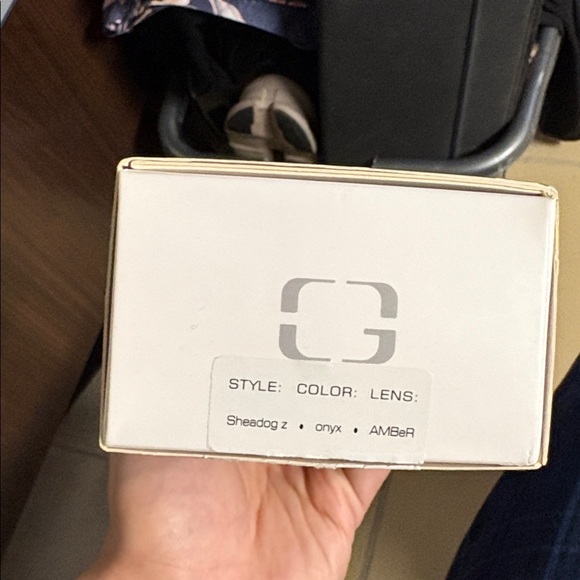 STYLE: COLOR: LENS:
Sheadog z • onyx • AMBeR